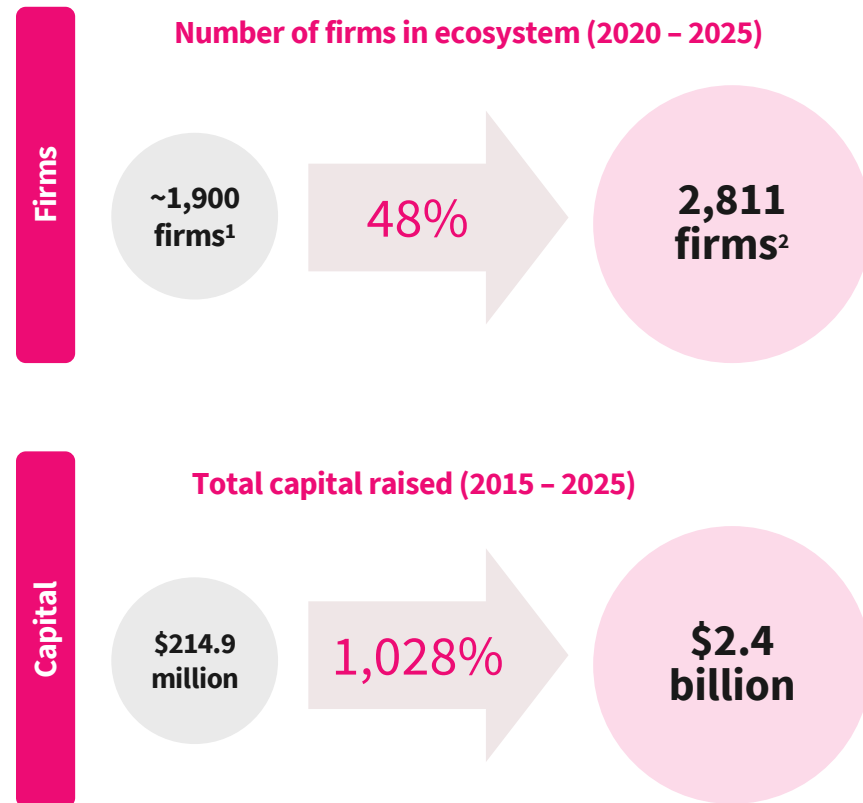 Number of firms in ecosystem (2020 – 2025)
Firms
~1,900
firms¹
48%
2,811
firms²
Total capital raised (2015 – 2025)
Capital
$214.9
million
1,028%
$2.4
billion